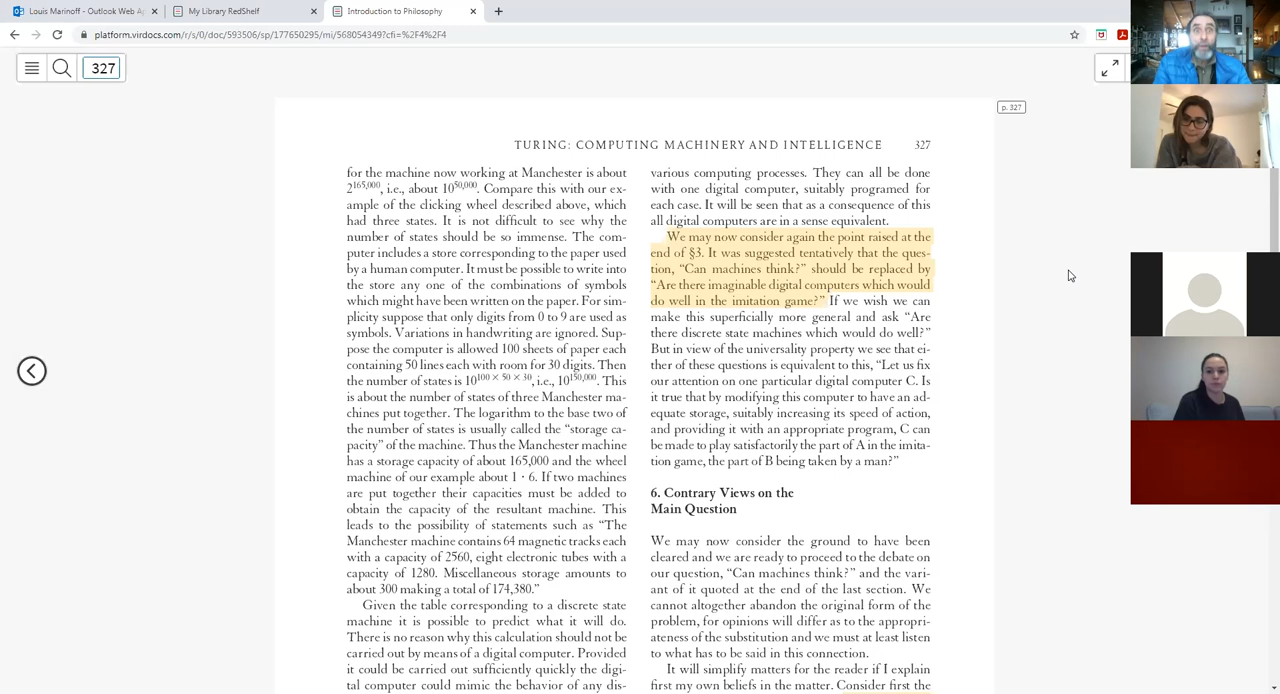 Louis Marinoff - Outlook Web A
My Library RedShelf
Introduction to Philosophy
platform.virdocs.com/r/s/0/doc/593506/sp/177650295/mi/568054349?cfi=%2F4%2F4
327
p. 327
TURING: COMPUTING MACHINERY AND INTELLIGENCE 327
for the machine now working at Manchester is about
2^165,000, i.e., about 10^50,000. Compare this with our ex-
ample of the clicking wheel described above, which
had three states. It is not difficult to see why the
number of states should be so immense. The com-
puter includes a store corresponding to the paper used
by a human computer. It must be possible to write into
the store any one of the combinations of symbols
which might have been written on the paper. For sim-
plicity suppose that only digits from 0 to 9 are used as
symbols. Variations in handwriting are ignored. Sup-
pose the computer is allowed 100 sheets of paper each
containing 50 lines each with room for 30 digits. Then
the number of states is 10^100 × 50 × 30, i.e., 10^150,000. This
is about the number of states of three Manchester ma-
chines put together. The logarithm to the base two of
the number of states is usually called the “storage ca-
pacity” of the machine. Thus the Manchester machine
has a storage capacity of about 165,000 and the wheel
machine of our example about 1 · 6. If two machines
are put together their capacities must be added to
obtain the capacity of the resultant machine. This
leads to the possibility of statements such as “The
Manchester machine contains 64 magnetic tracks each
with a capacity of 2560, eight electronic tubes with a
capacity of 1280. Miscellaneous storage amounts to
about 300 making a total of 174,380.”
Given the table corresponding to a discrete state
machine it is possible to predict what it will do.
There is no reason why this calculation should not be
carried out by means of a digital computer. Provided
it could be carried out sufficiently quickly the digi-
tal computer could mimic the behavior of any dis-
various computing processes. They can all be done
with one digital computer, suitably programed for
each case. It will be seen that as a consequence of this
all digital computers are in a sense equivalent.
We may now consider again the point raised at the
end of §3. It was suggested tentatively that the ques-
tion, “Can machines think?” should be replaced by
“Are there imaginable digital computers which would
do well in the imitation game?” If we wish we can
make this superficially more general and ask “Are
there discrete state machines which would do well?”
But in view of the universality property we see that ei-
ther of these questions is equivalent to this, “Let us fix
our attention on one particular digital computer C. Is
it true that by modifying this computer to have an ad-
equate storage, suitably increasing its speed of action,
and providing it with an appropriate program, C can
be made to play satisfactorily the part of A in the imita-
tion game, the part of B being taken by a man?”
6. Contrary Views on the
Main Question
We may now consider the ground to have been
cleared and we are ready to proceed to the debate on
our question, “Can machines think?” and the vari-
ant of it quoted at the end of the last section. We
cannot altogether abandon the original form of the
problem, for opinions will differ as to the appropri-
ateness of the substitution and we must at least listen
to what has to be said in this connection.
It will simplify matters for the reader if I explain
first my own beliefs in the matter. Consider first the